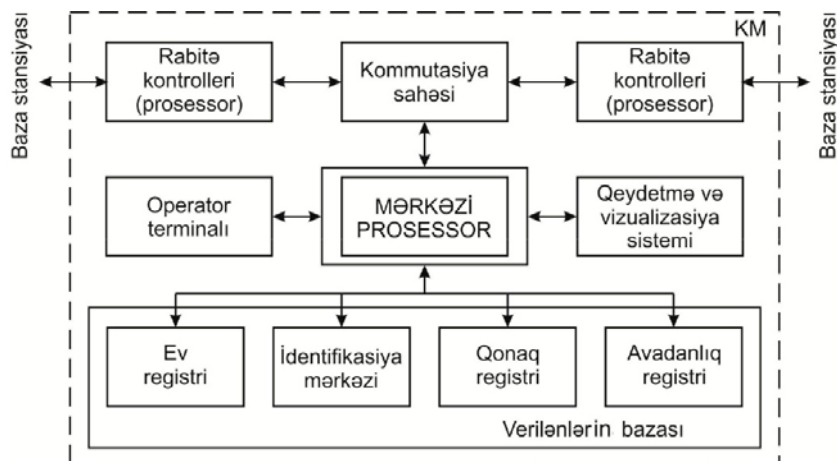 KM
Baza stansiyası
Rabitə
kontrolleri
(prosessor)
Kommutasiya
sahəsi
Rabitə
kontrolleri
(prosessor)
Baza stansiyası
Operator
terminalı
MƏRKƏZİ
PROSESSOR
Qeydetmə və
vizualizasiya
sistemi
Ev
registri
İdentifikasiya
mərkəzi
Qonaq
registri
Avadanlıq
registri
Verilənlərin bazası